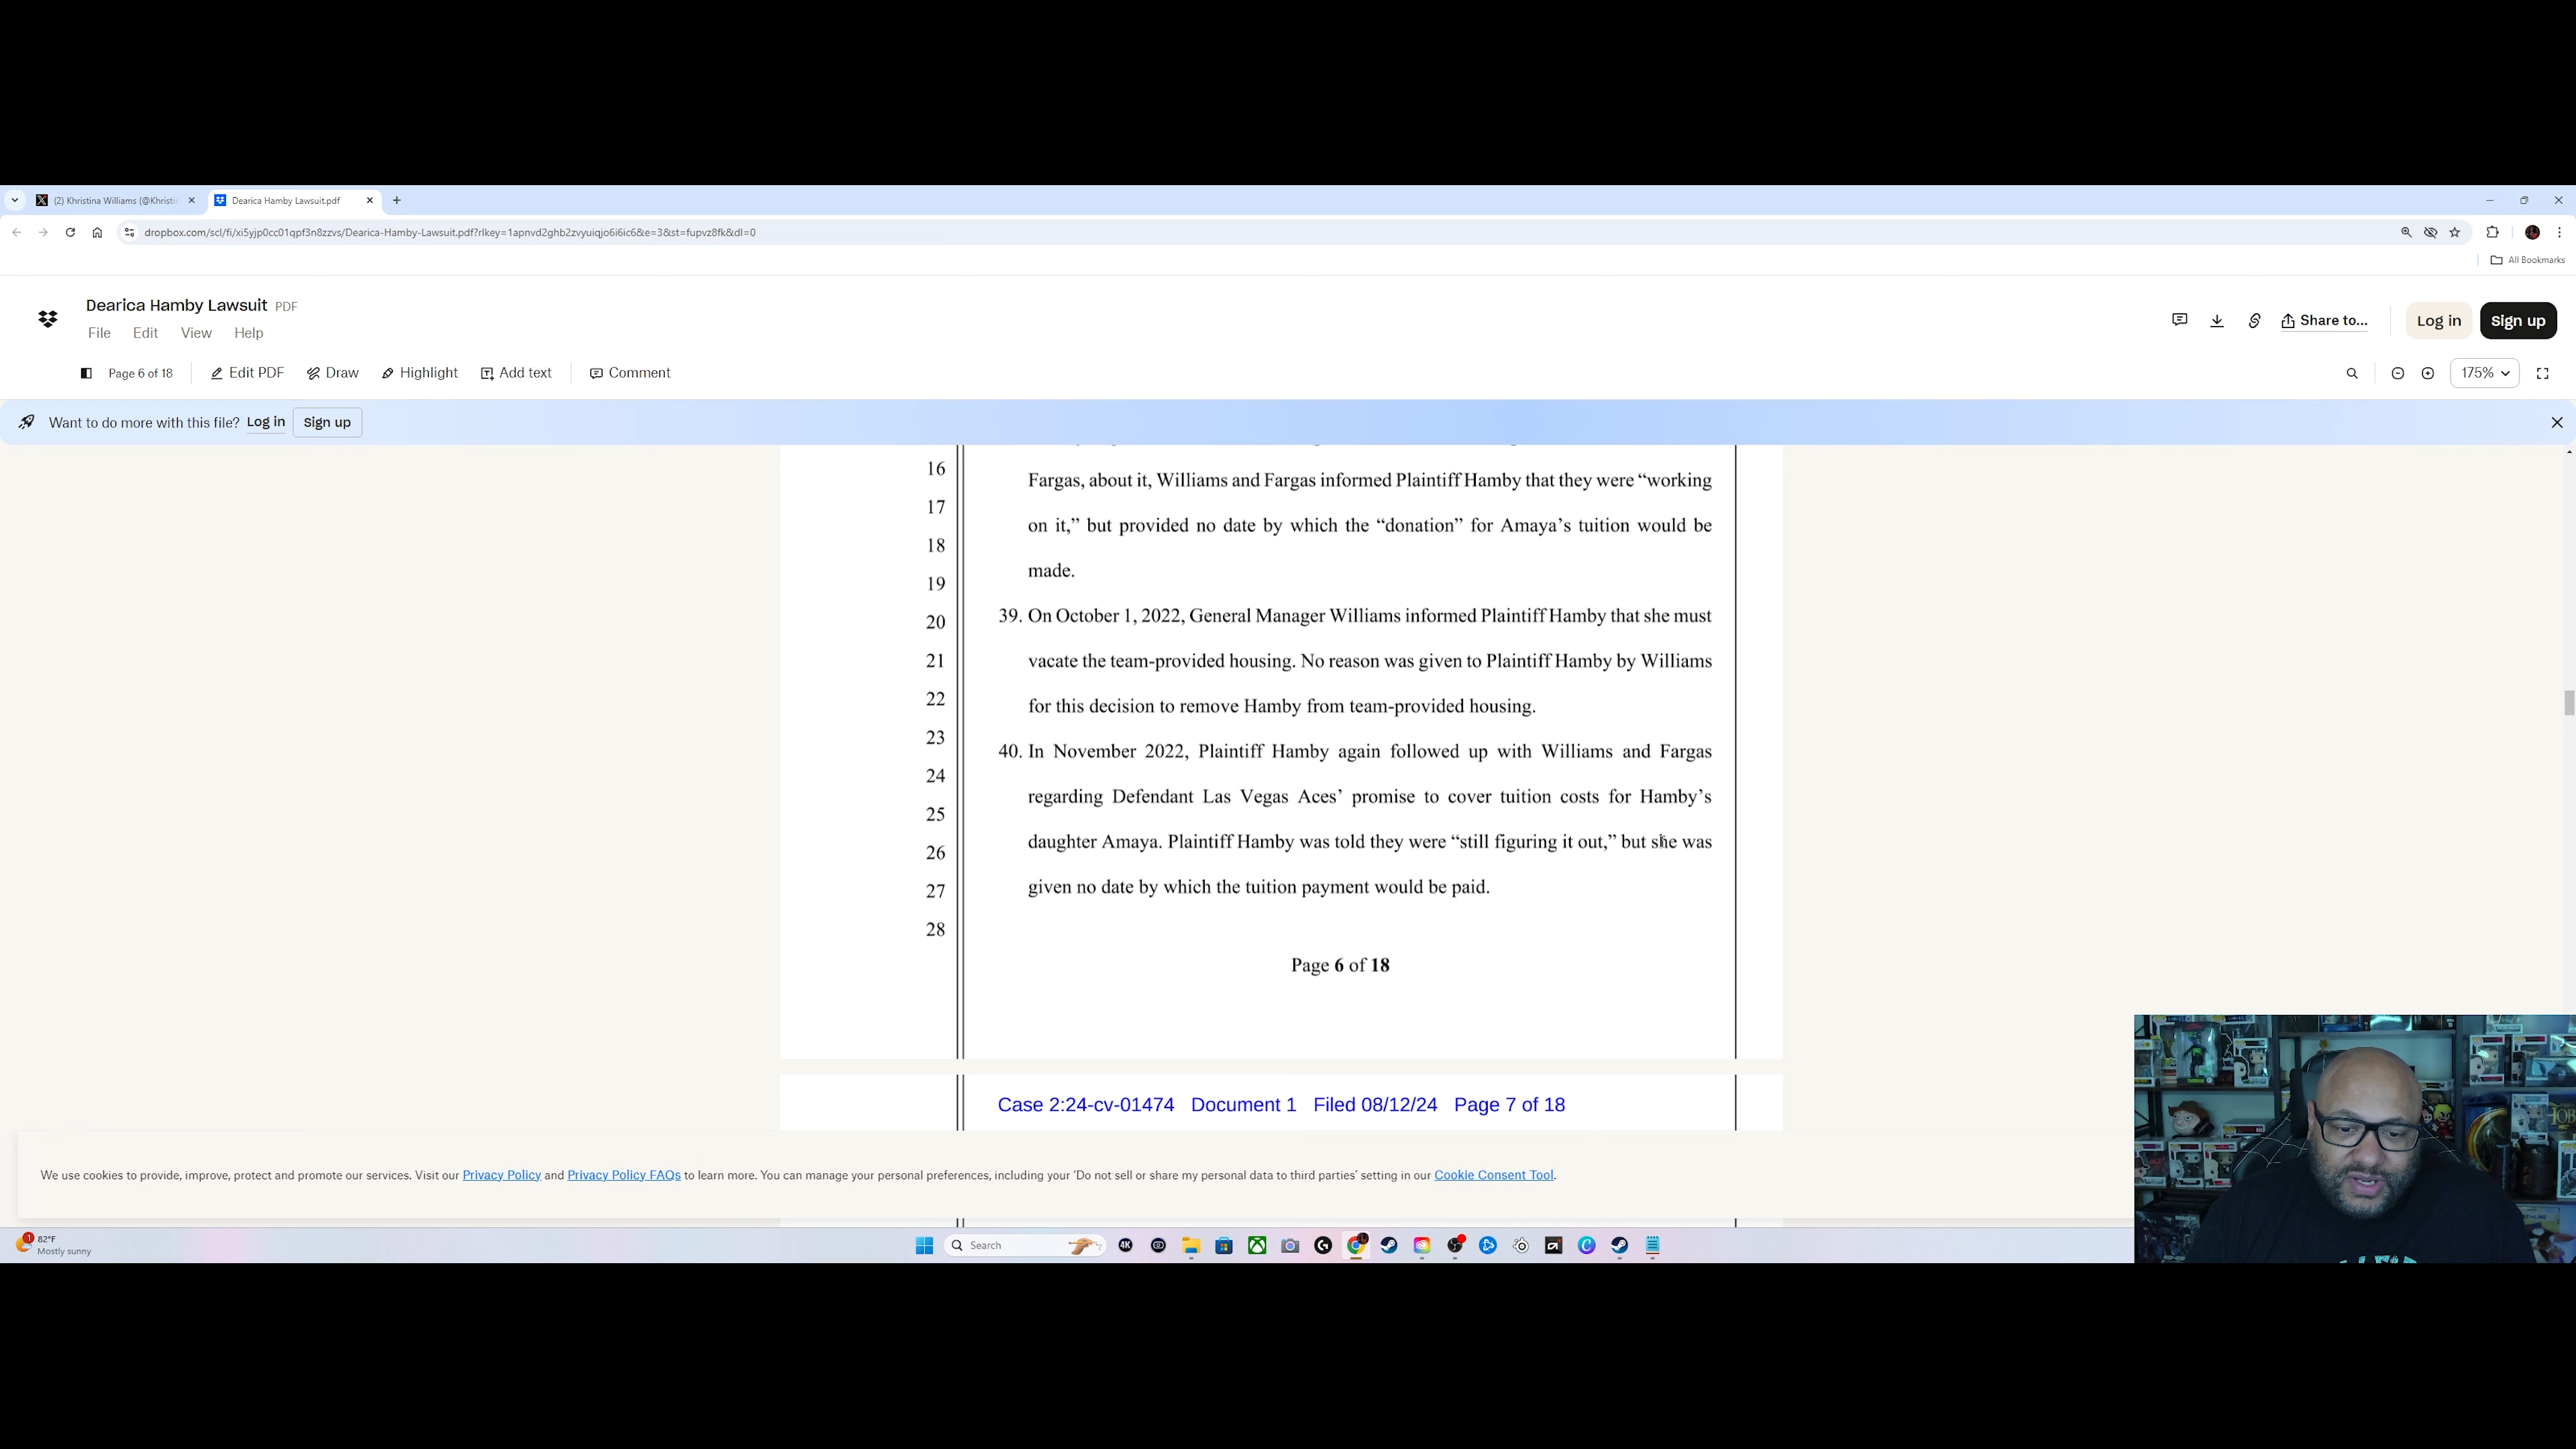 (2) Khristina Williams (@Khristi
Dearica Hamby Lawsuit.pdf
dropbox.com/scl/fi/xi5yjp0cc01qpf3n8zzvs/Dearica-Hamby-Lawsuit.pdf?rlkey=1apnvd2ghb2zvyuiqjo6i6ic6&e=3&st=fupvz8fk&dl=0
All Bookmarks
Dearica Hamby Lawsuit PDF
File Edit View Help
Share to...
Log in
Sign up
Page 6 of 18
Edit PDF
Draw
Highlight
Add text
Comment
175%
Want to do more with this file? Log in Sign up
16
Fargas, about it, Williams and Fargas informed Plaintiff Hamby that they were “working
17
on it,” but provided no date by which the “donation” for Amaya’s tuition would be
18
made.
19
39. On October 1, 2022, General Manager Williams informed Plaintiff Hamby that she must
20
vacate the team-provided housing. No reason was given to Plaintiff Hamby by Williams
21
for this decision to remove Hamby from team-provided housing.
22
23
40. In November 2022, Plaintiff Hamby again followed up with Williams and Fargas
24
regarding Defendant Las Vegas Aces’ promise to cover tuition costs for Hamby’s
25
daughter Amaya. Plaintiff Hamby was told they were “still figuring it out,” but she was
26
given no date by which the tuition payment would be paid.
27
28
Page 6 of 18
Case 2:24-cv-01474 Document 1 Filed 08/12/24 Page 7 of 18
We use cookies to provide, improve, protect and promote our services. Visit our Privacy Policy and Privacy Policy FAQs to learn more. You can manage your personal preferences, including your ‘Do not sell or share my personal data to third parties’ setting in our Cookie Consent Tool.
1
82°F
Mostly sunny
Search
4K